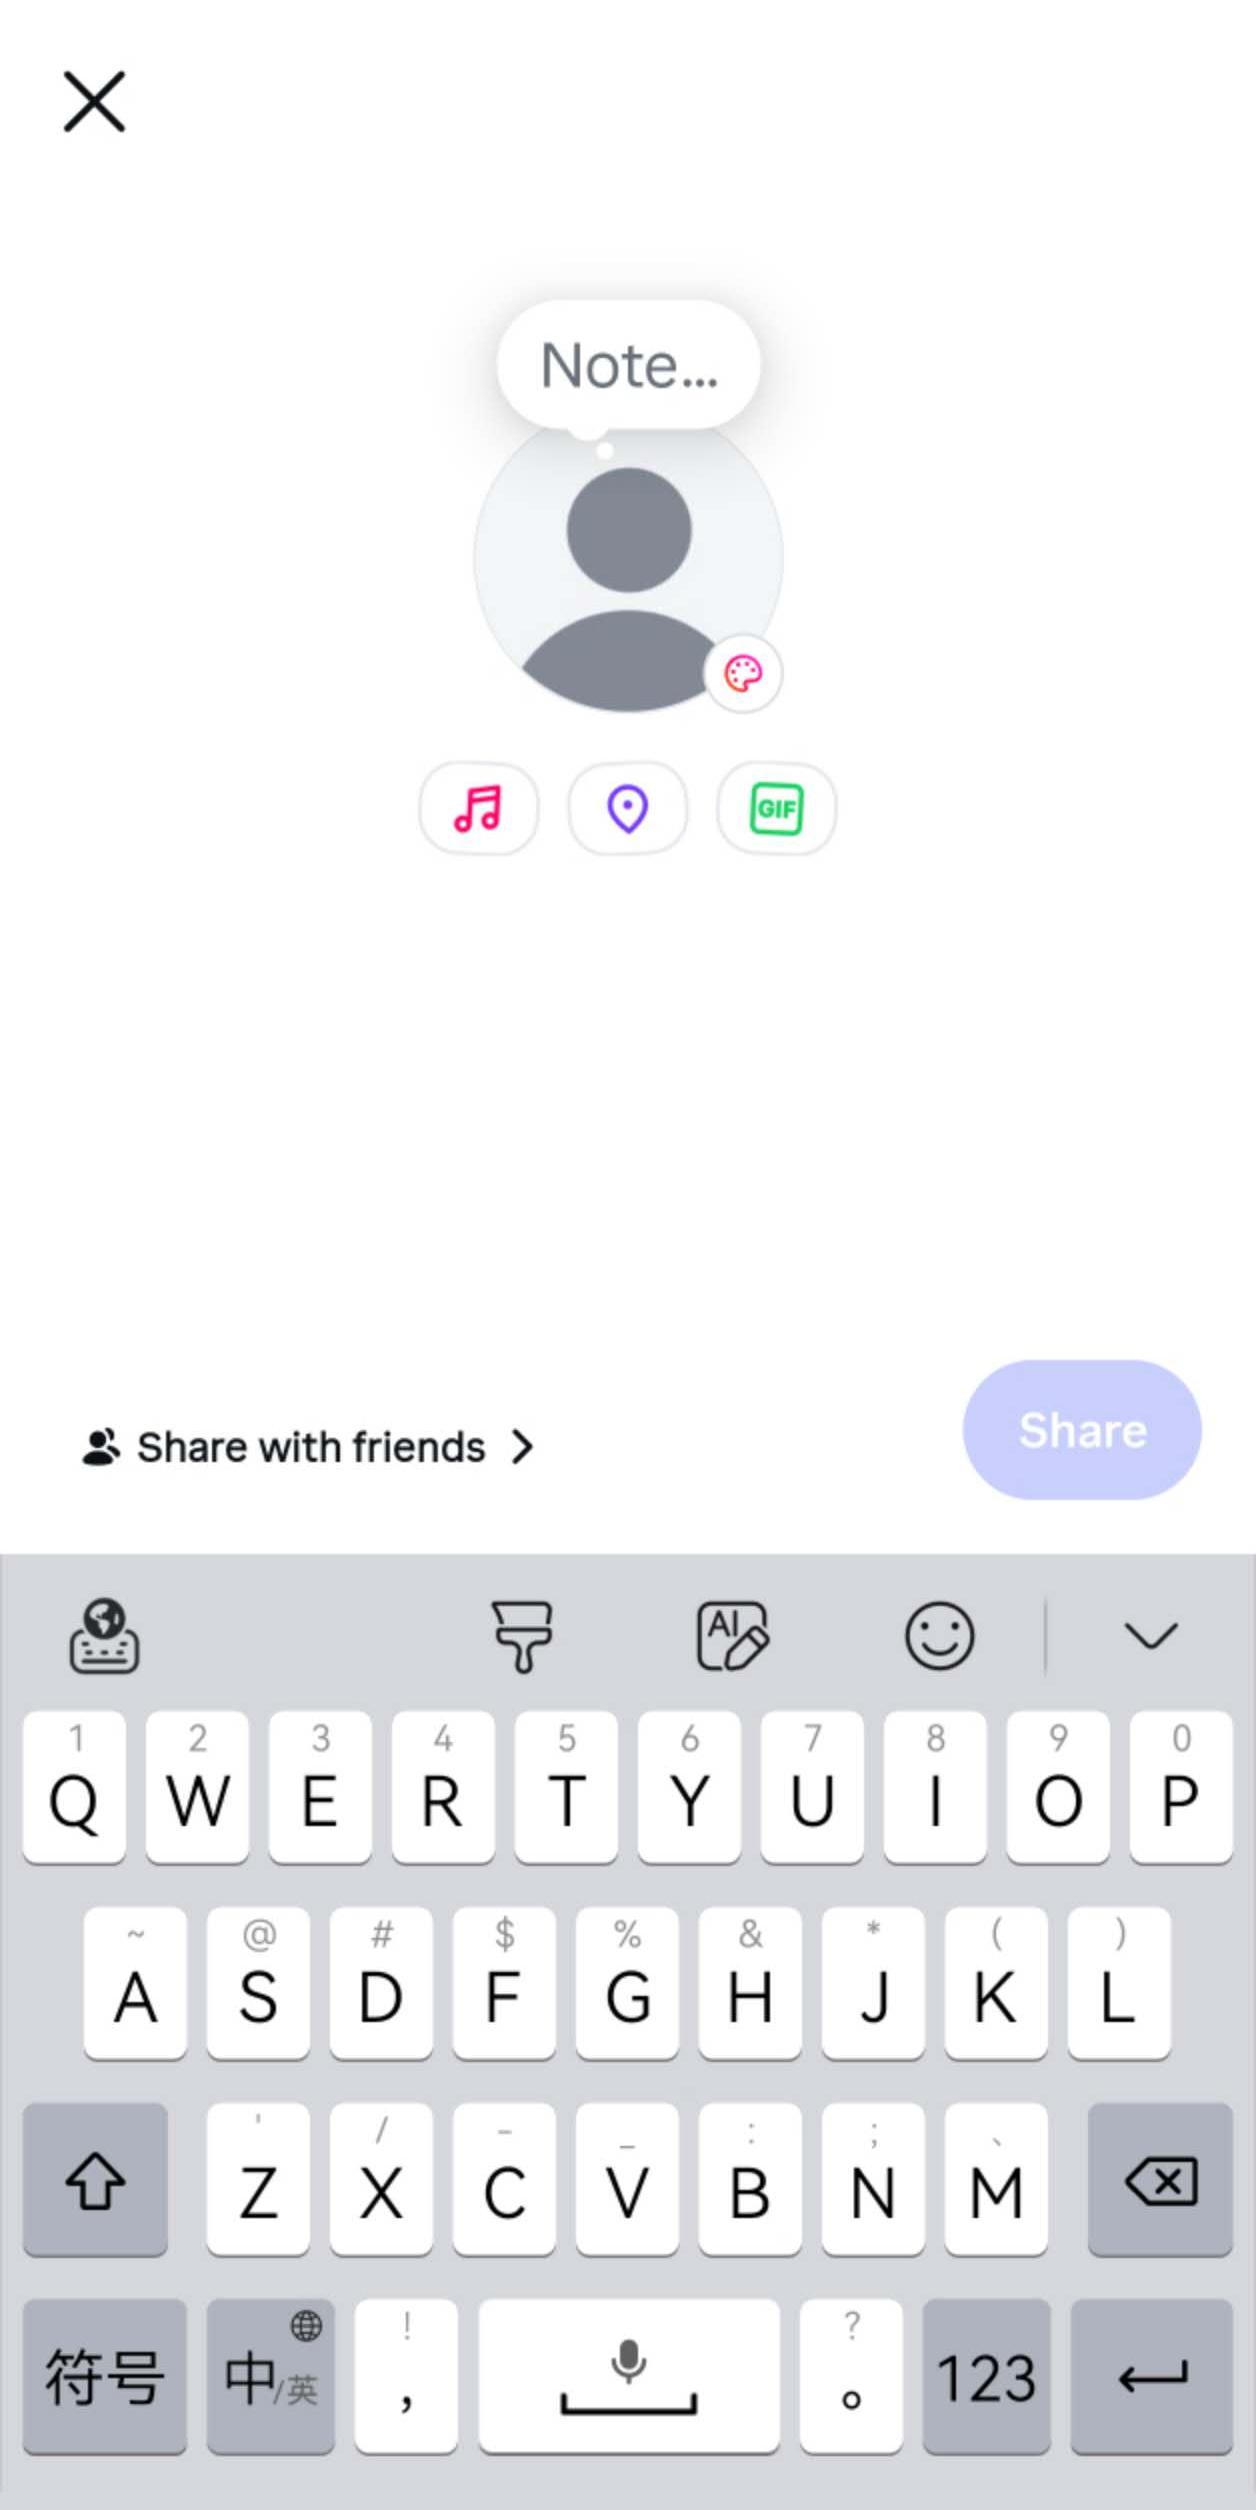 Note...
GIF
Share with friends
Share
AI
1 2 3 4 5 6 7 8 9 0
Q W E R T Y U I O P
~ @ # $ % & * ( )
A S D F G H J K L
' / - _ : ; 、
Z X C V B N M
! ?
符号 中/英 , 。 123